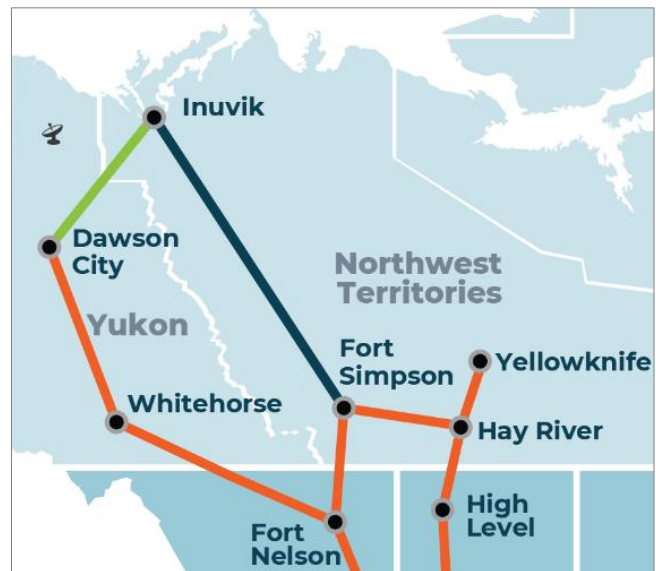 Inuvik
Dawson
City
Northwest
Territories
Yukon
Fort
Simpson
Yellowknife
Whitehorse
Hay River
High
Level
Fort
Nelson